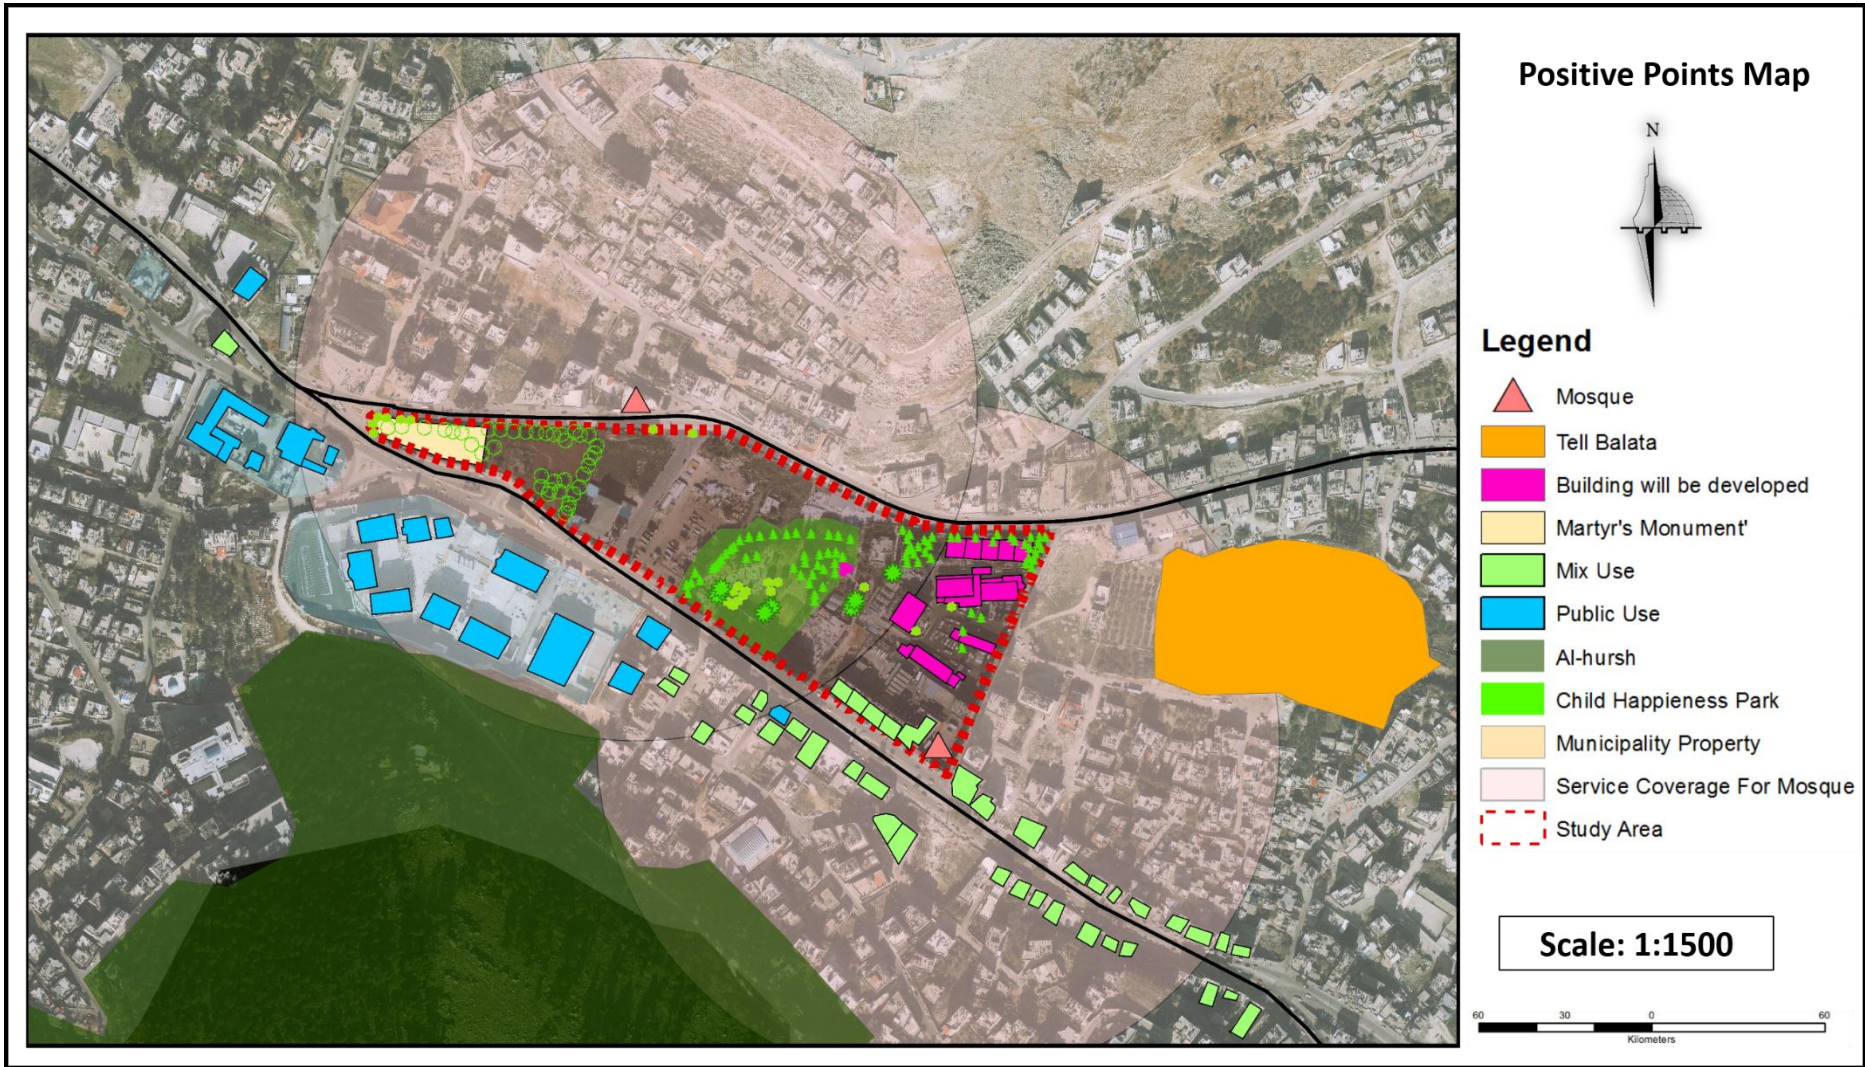 Positive Points Map
N
Legend
Mosque
Tell Balata
Building will be developed
Martyr's Monument'
Mix Use
Public Use
Al-hursh
Child Happieness Park
Municipality Property
Service Coverage For Mosque
Study Area
Scale: 1:1500
60 30 0 60
Kilometers